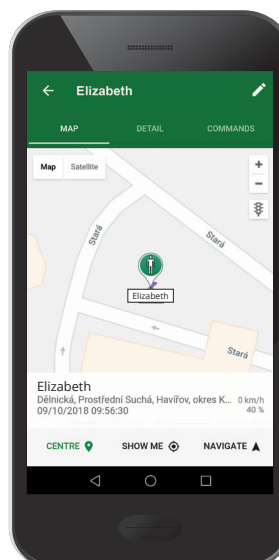 Elizabeth
MAP DETAIL COMMANDS
Map Satellite
+
−
Stará
Stará
Elizabeth
Stará
Elizabeth
Dělnická, Prostřední Suchá, Havířov, okres K... 0 km/h
09/10/2018 09:56:30 40 %
CENTRE SHOW ME NAVIGATE